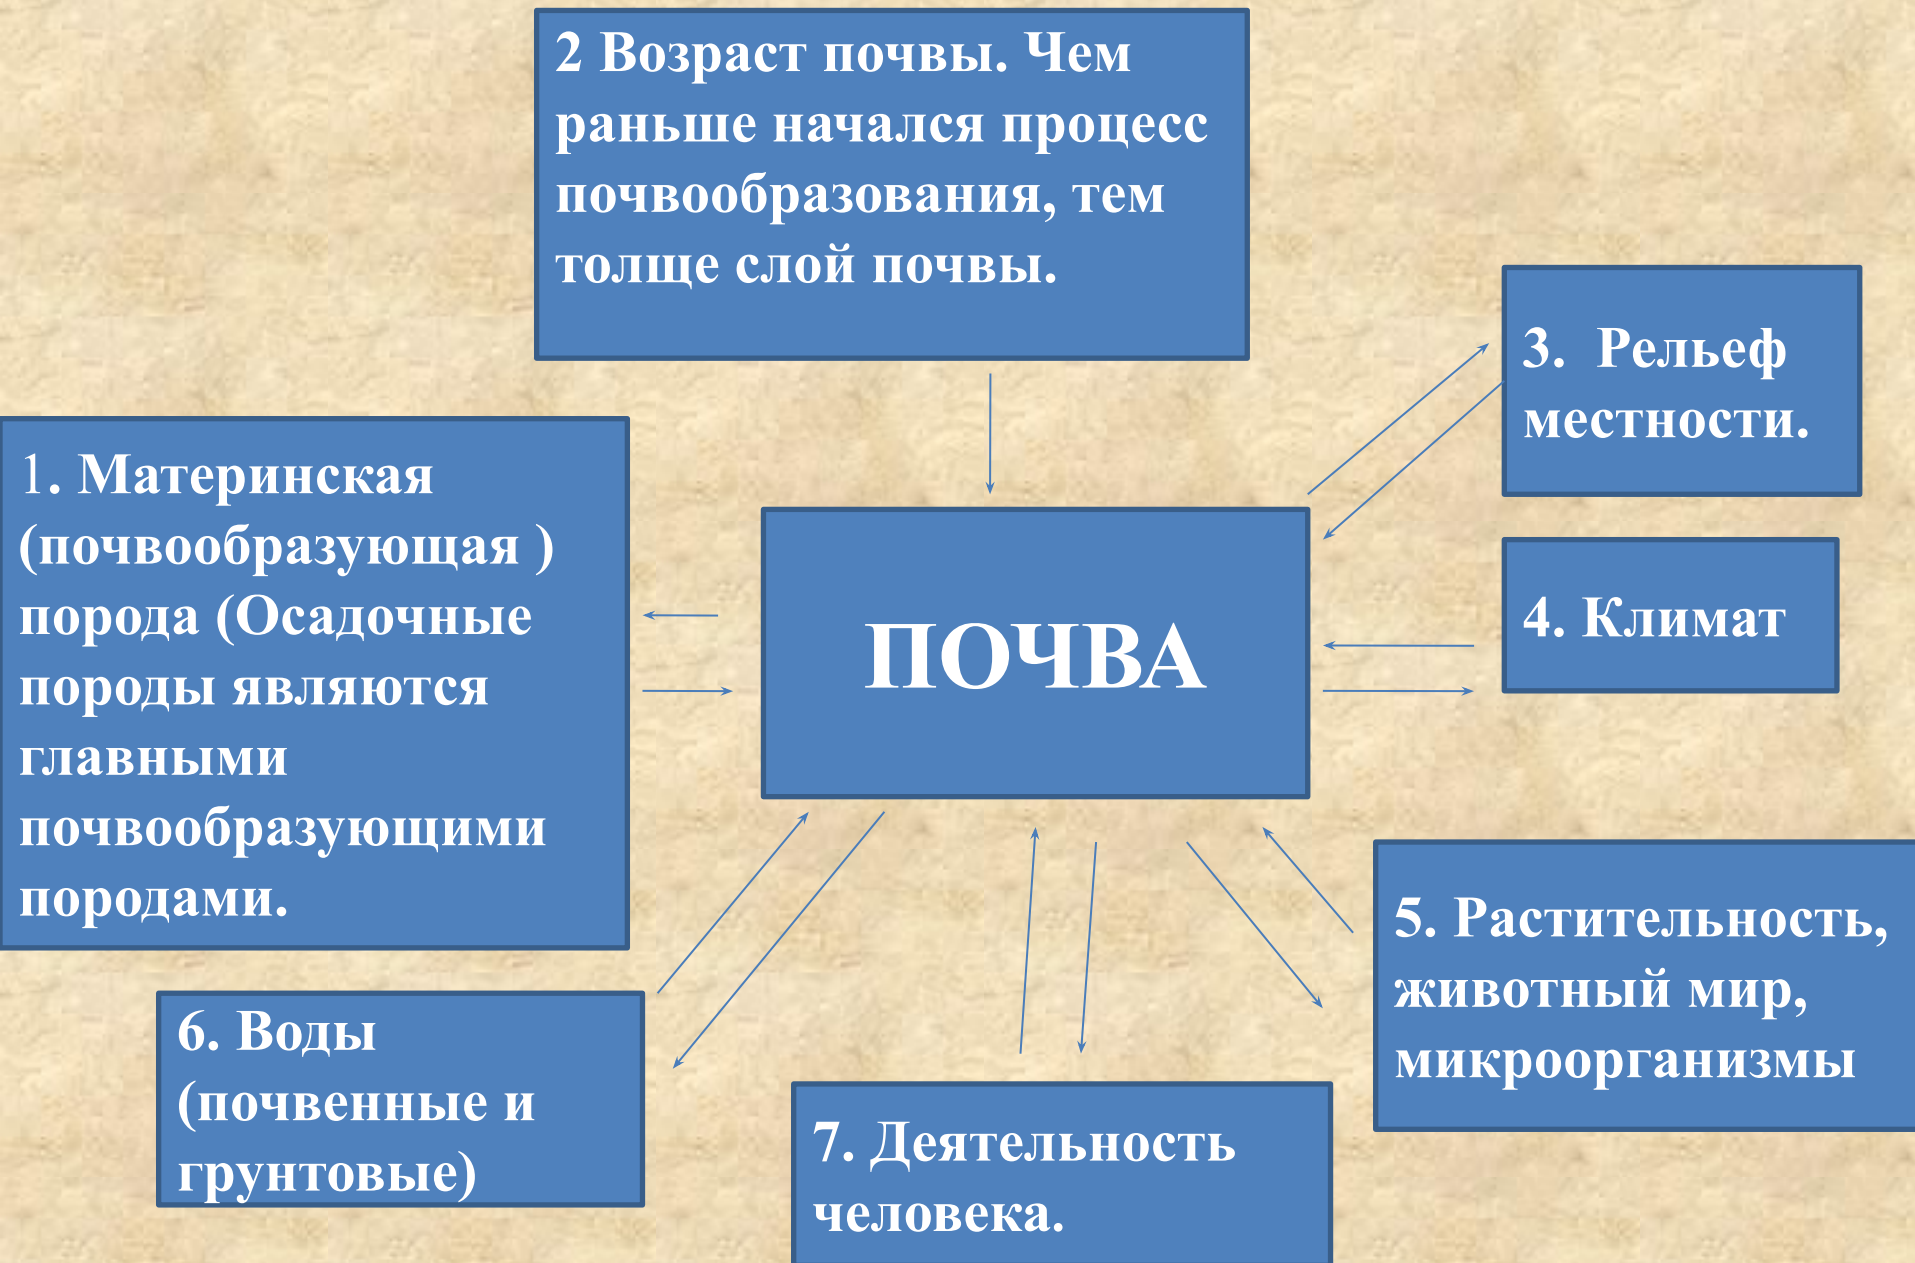 2 Возраст почвы. Чем
раньше начался процесс
почвообразования, тем
толще слой почвы.
3. Рельеф
местности.
1. Материнская
(почвообразующая )
порода (Осадочные
породы являются
главными
почвообразующими
породами.
ПОЧВА
4. Климат
5. Растительность,
животный мир,
микроорганизмы
6. Воды
(почвенные и
грунтовые)
7. Деятельность
человека.